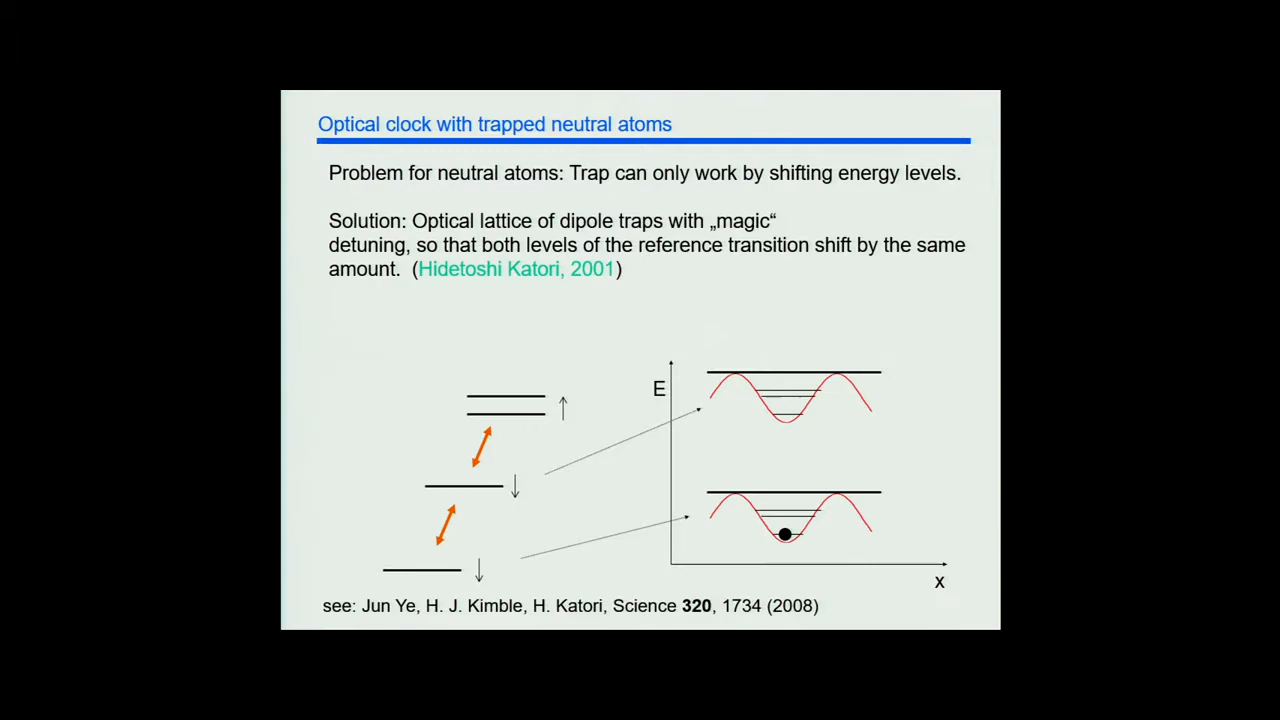 Optical clock with trapped neutral atoms
Problem for neutral atoms: Trap can only work by shifting energy levels.
Solution: Optical lattice of dipole traps with „magic“
detuning, so that both levels of the reference transition shift by the same
amount. (Hidetoshi Katori, 2001)
E
x
see: Jun Ye, H. J. Kimble, H. Katori, Science 320, 1734 (2008)